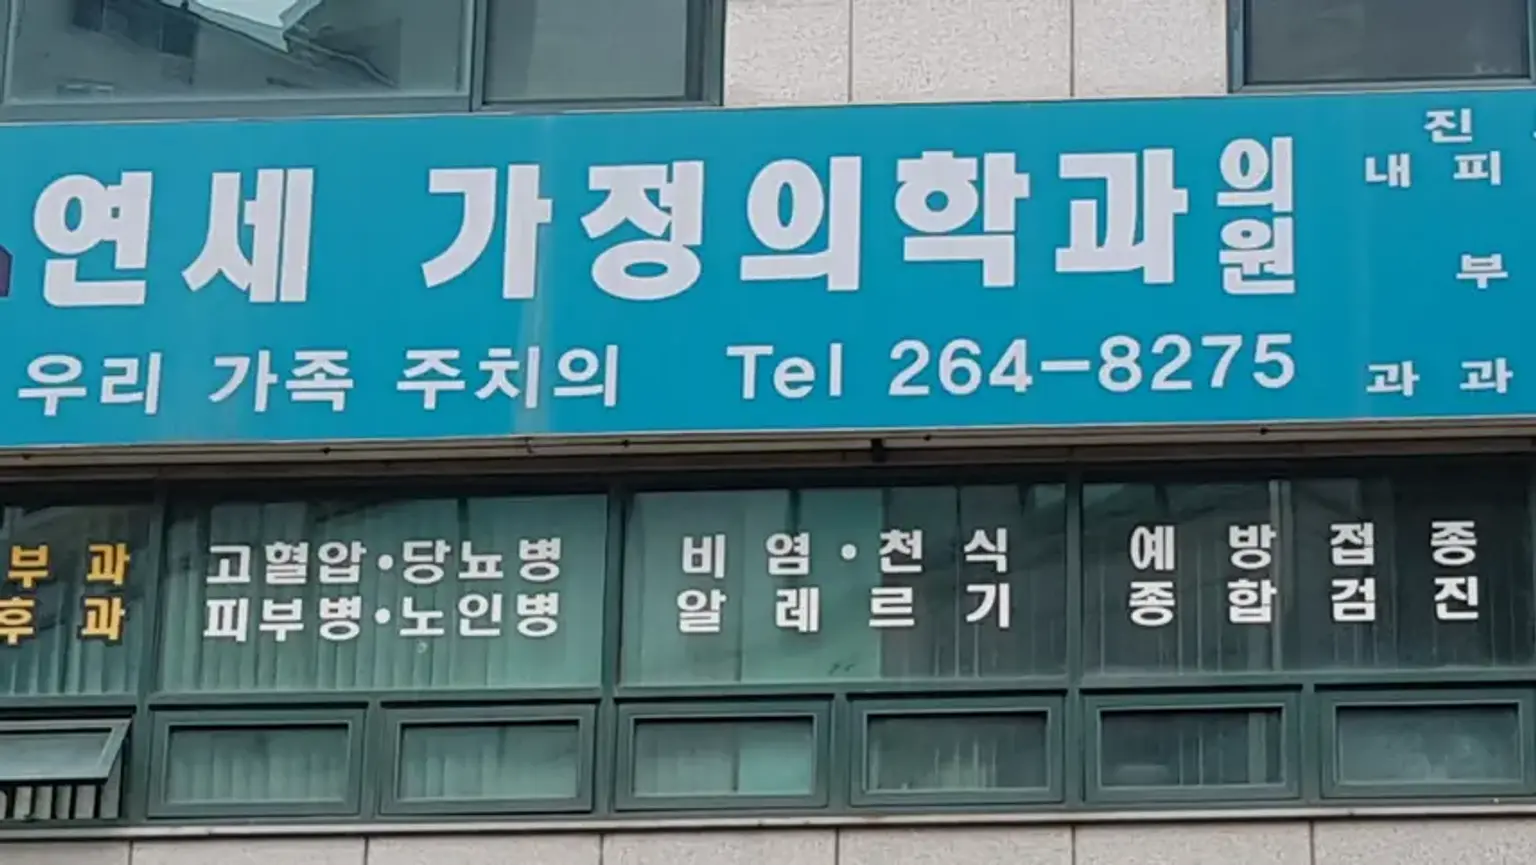 연세 가정의학과의원
우리 가족 주치의 Tel 264-8275
진
내 피
부
과 과
부과 고혈압·당뇨병 비염·천식 예방접종
후과 피부병·노인병 알레르기 종합검진